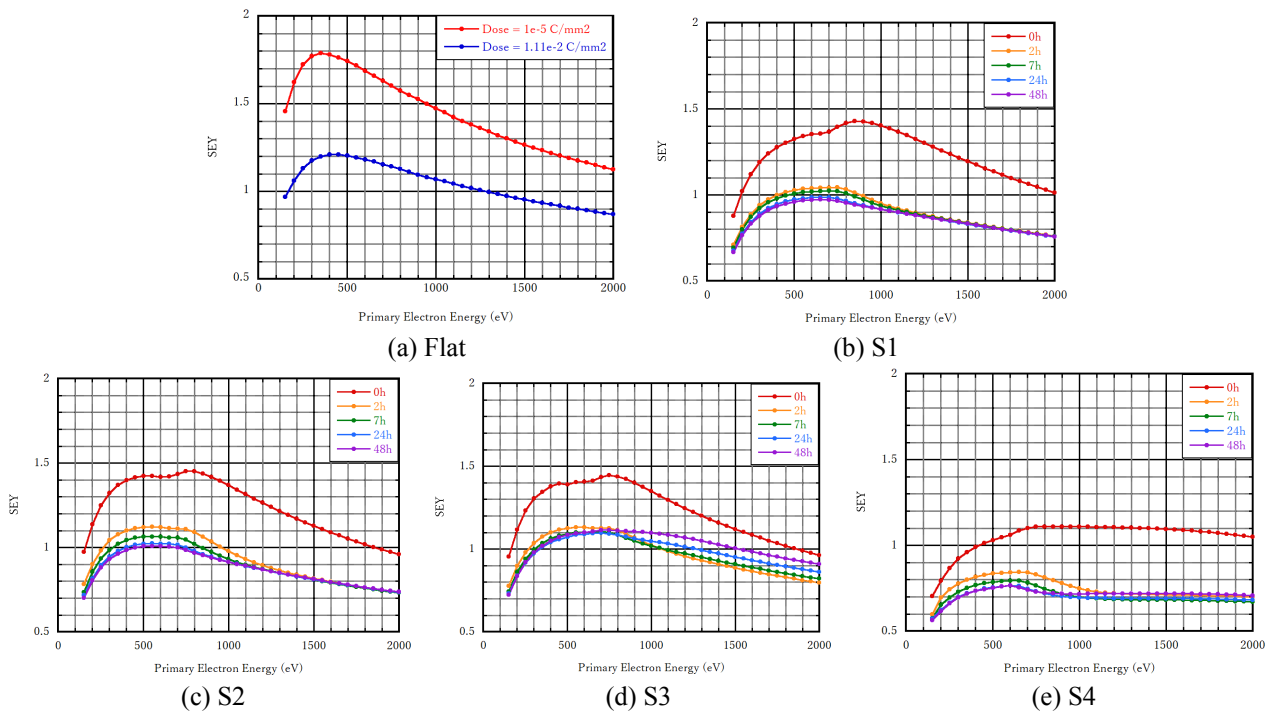 2
1.5
1
0.5
SEY
0 500 1000 1500 2000
Primary Electron Energy (eV)
Dose = 1e-5 C/mm2
Dose = 1.11e-2 C/mm2
(a) Flat
2
1.5
1
0.5
SEY
0 500 1000 1500 2000
Primary Electron Energy (eV)
0h
2h
7h
24h
48h
(b) S1
2
1.5
1
0.5
SEY
0 500 1000 1500 2000
Primary Electron Energy (eV)
0h
2h
7h
24h
48h
(c) S2
2
1.5
1
0.5
SEY
0 500 1000 1500 2000
Primary Electron Energy (eV)
0h
2h
7h
24h
48h
(d) S3
2
1.5
1
0.5
SEY
0 500 1000 1500 2000
Primary Electron Energy (eV)
0h
2h
7h
24h
48h
(e) S4